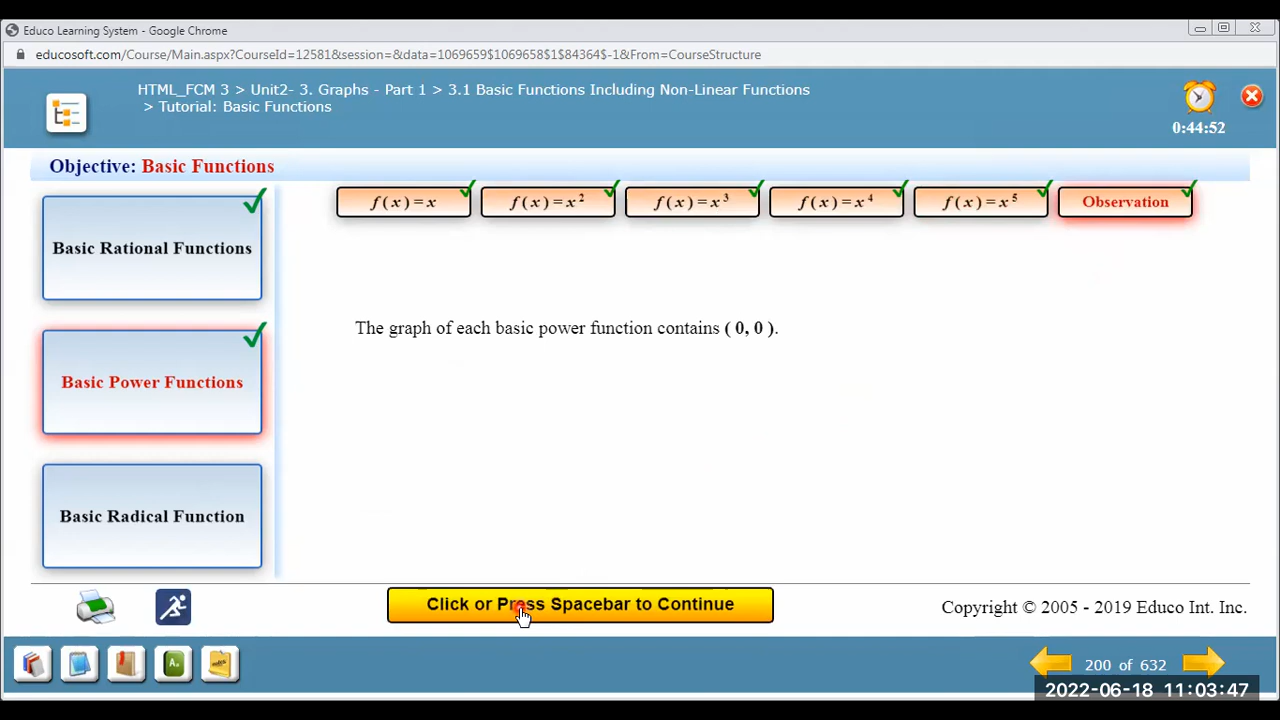 Educo Learning System - Google Chrome
educosoft.com/Course/Main.aspx?CourseId=12581&session=&data=1069659$1069658$1$84364$-1&From=CourseStructure
HTML_FCM 3 > Unit2- 3. Graphs - Part 1 > 3.1 Basic Functions Including Non-Linear Functions
> Tutorial: Basic Functions
0:44:52
Objective: Basic Functions
f ( x ) = x
f ( x ) = x²
f ( x ) = x³
f ( x ) = x⁴
f ( x ) = x⁵
Observation
Basic Rational Functions
Basic Power Functions
Basic Radical Function
The graph of each basic power function contains ( 0, 0 ).
Click or Press Spacebar to Continue
Copyright © 2005 - 2019 Educo Int. Inc.
200 of 632
2022-06-18 11:03:47